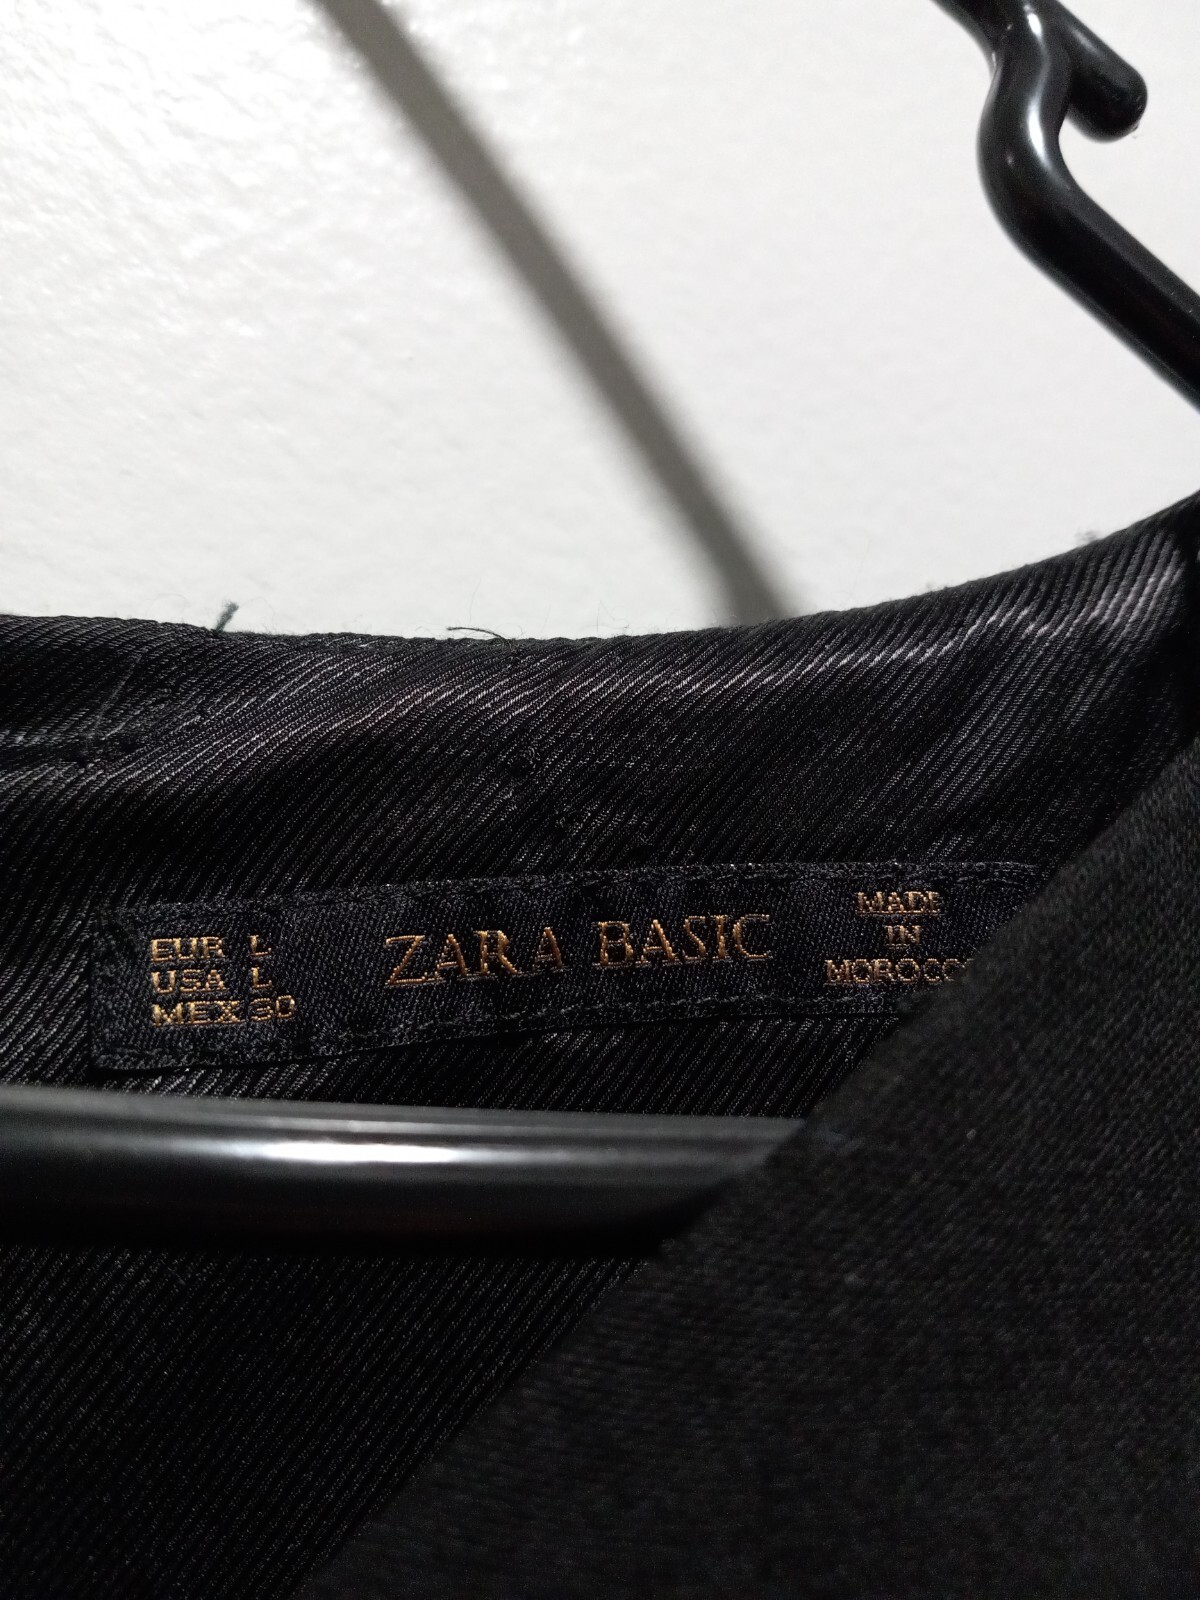 EUR L
USA L
MEX 30
ZARA BASIC
MADE
IN
MOROCCO